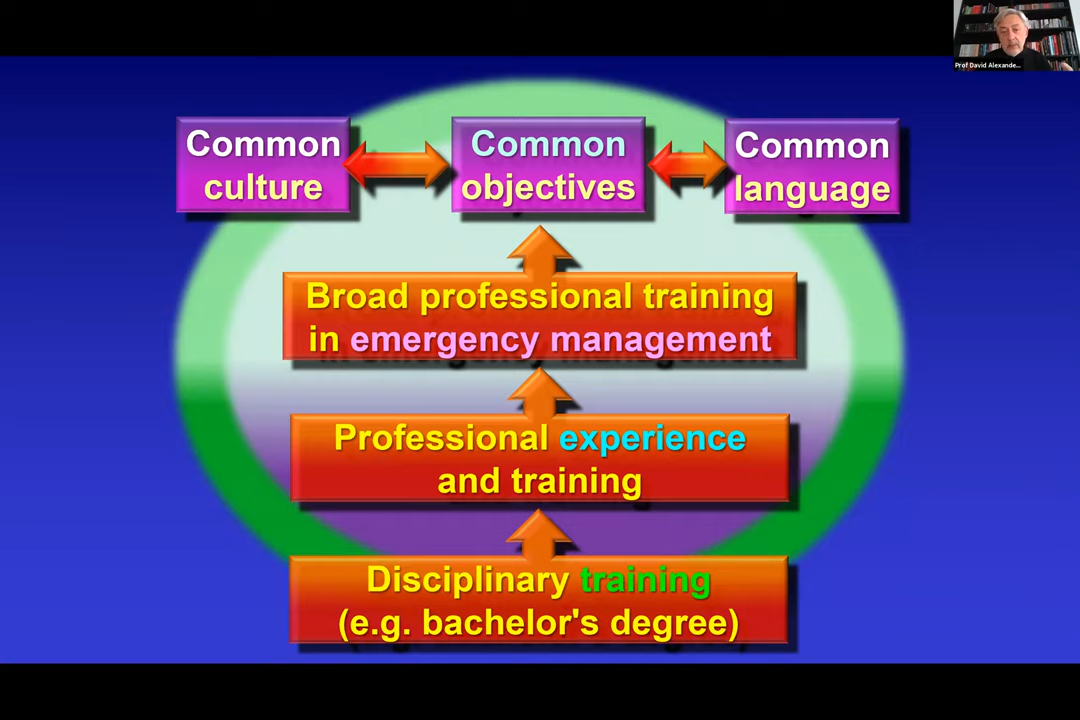 Prof David Alexande...
Common
culture
Common
objectives
Common
language
Broad professional training
in emergency management
Professional experience
and training
Disciplinary training
(e.g. bachelor's degree)